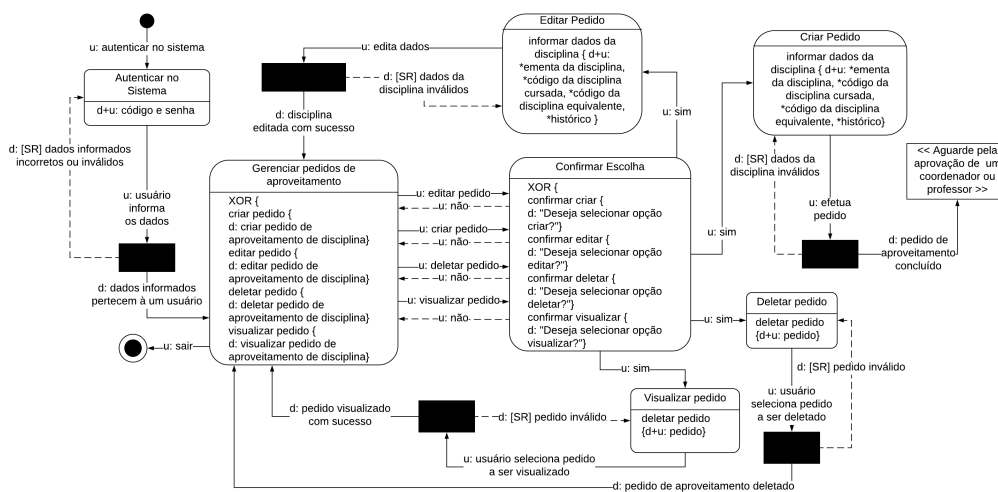 Editar Pedido
informar dados da
disciplina { d+u:
*ementa da disciplina,
*código da disciplina
cursada, *código da
disciplina equivalente,
*histórico }
Criar Pedido
informar dados da
disciplina { d+u: *ementa
da disciplina, *código da
disciplina cursada,
*código da disciplina
equivalente, *histórico}
u: autenticar no sistema
u: edita dados
d: [SR] dados da
disciplina inválidos
Autenticar no
Sistema
d+u: código e senha
d: disciplina
editada com sucesso
u: sim
d: [SR] dados informados
incorretos ou inválidos
d: [SR] dados da
disciplina inválidos
<< Aguarde pela
aprovação de um
coordenador ou
professor >>
Gerenciar pedidos de
aproveitamento
XOR {
criar pedido {
d: criar pedido de
aproveitamento de disciplina}
editar pedido {
d: editar pedido de
aproveitamento de disciplina}
deletar pedido {
d: deletar pedido de
aproveitamento de disciplina}
visualizar pedido {
d: visualizar pedido de
aproveitamento de disciplina}
u: editar pedido
u: não
u: criar pedido
u: não
u: deletar pedido
u: não
u: visualizar pedido
u: não
Confirmar Escolha
XOR {
confirmar criar {
d: "Deseja selecionar opção
criar?"}
confirmar editar {
d: "Deseja selecionar opção
editar?"}
confirmar deletar {
d: "Deseja selecionar opção
deletar?"}
confirmar visualizar {
d: "Deseja selecionar opção
visualizar?"}
u: usuário
informa
os dados
u: sim
u: efetua
pedido
d: pedido de
aproveitamento
concluído
d: dados informados
pertecem à um usuário
u: sair
u: sim
Deletar pedido
deletar pedido
{d+u: pedido}
u: sim
d: [SR] pedido inválido
u: usuário
seleciona pedido
a ser deletado
Visualizar pedido
deletar pedido
{d+u: pedido}
d: pedido visualizado
com sucesso
d: [SR] pedido inválido
u: usuário seleciona pedido
a ser visualizado
d: pedido de aproveitamento deletado